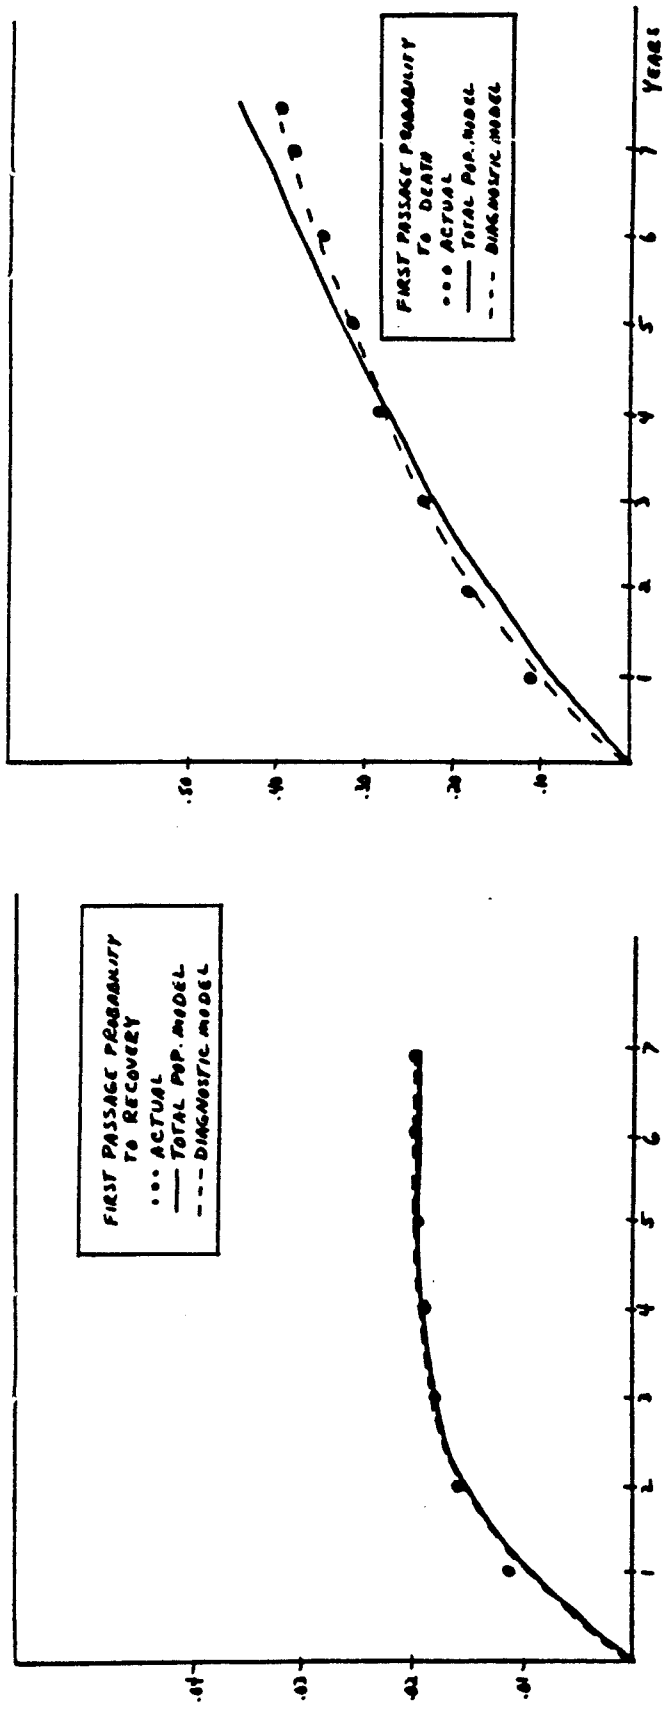 FIRST PASSAGE PROBABILITY
TO RECOVERY
••• ACTUAL
— TOTAL POP. MODEL
--- DIAGNOSTIC MODEL
.04
.03
.02
.01
1 2 3 4 5 6 7
FIRST PASSAGE PROBABILITY
TO DEATH
••• ACTUAL
— TOTAL POP. MODEL
--- DIAGNOSTIC MODEL
.50
.40
.30
.20
.10
1 2 3 4 5 6 7 YEARS